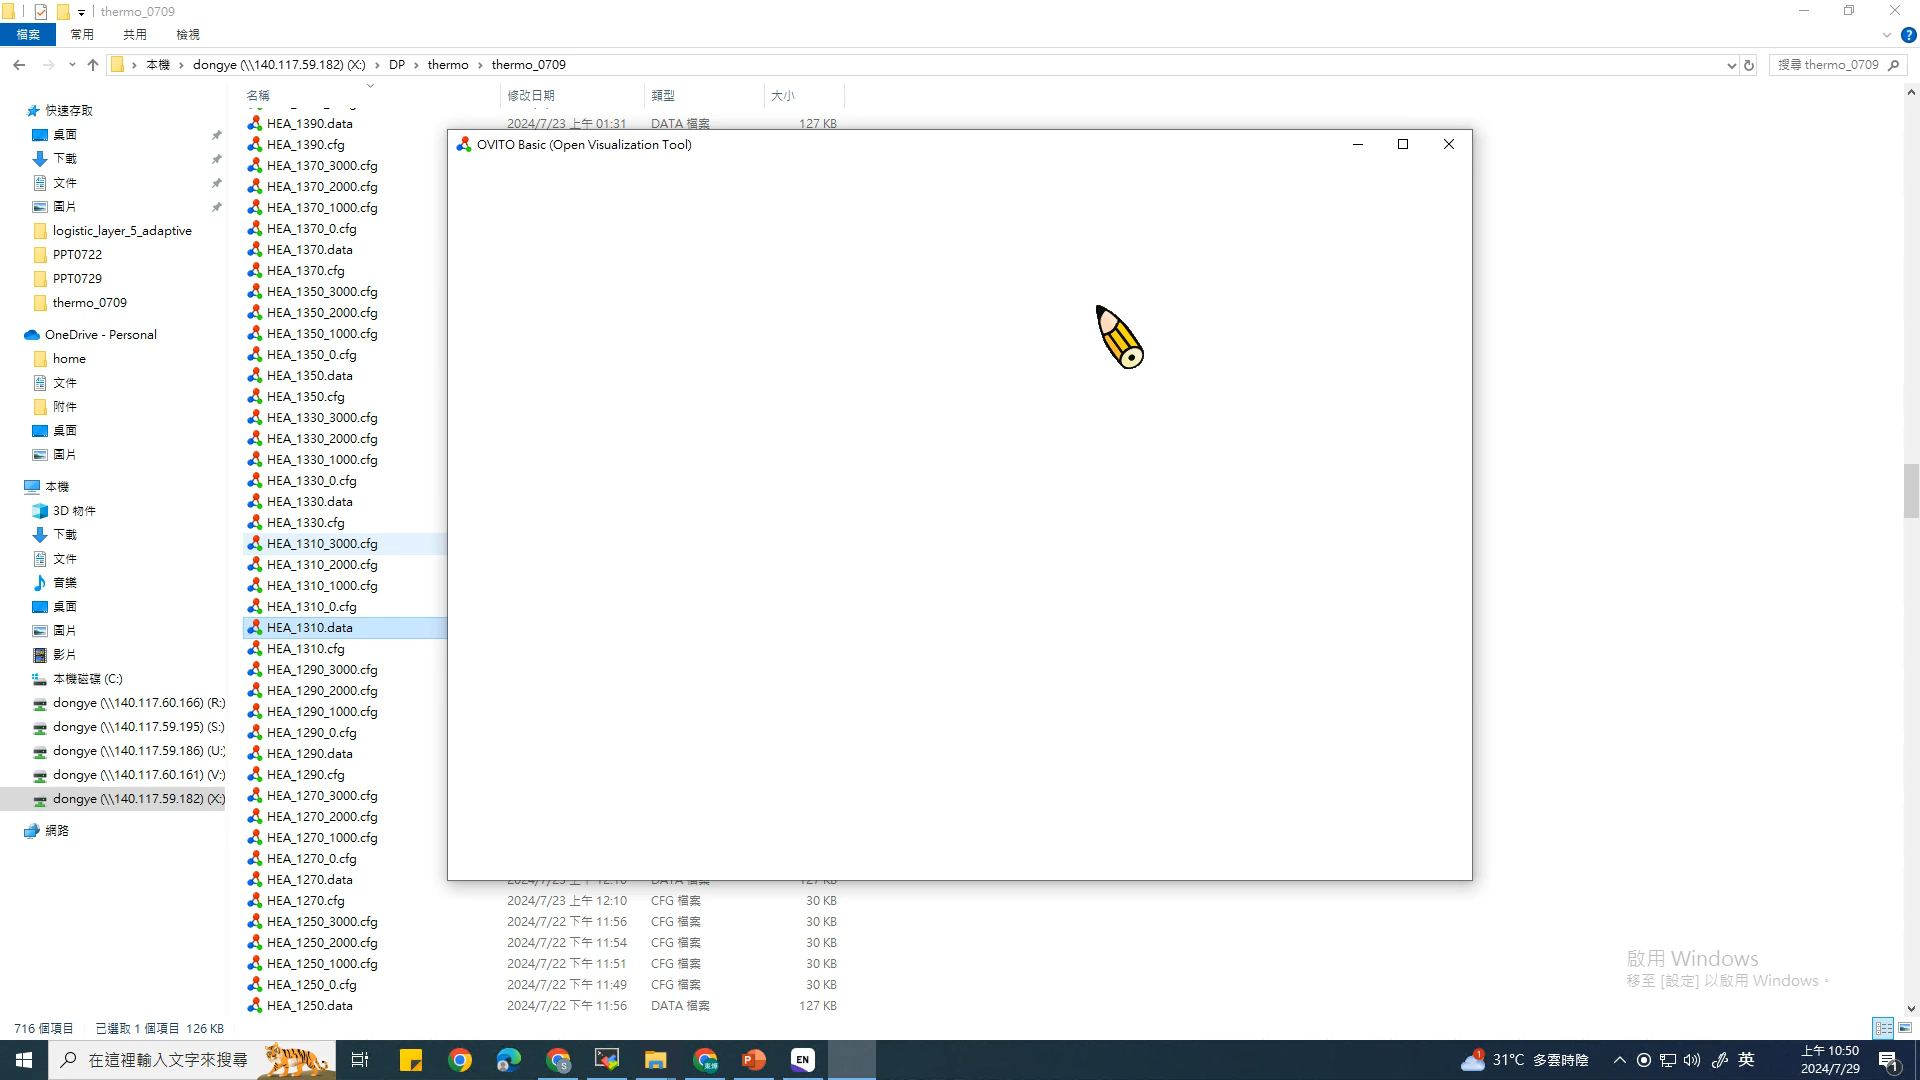 thermo_0709
檔案 常用 共用 檢視
本機 dongye (\\140.117.59.182) (X:) DP thermo thermo_0709
搜尋 thermo_0709
名稱 修改日期 類型 大小
快速存取
桌面
下載
文件
圖片
logistic_layer_5_adaptive
PPT0722
PPT0729
thermo_0709
OneDrive - Personal
home
文件
附件
桌面
圖片
本機
3D 物件
下載
文件
音樂
桌面
圖片
影片
本機磁碟 (C:)
dongye (\\140.117.60.166) (R:)
dongye (\\140.117.59.195) (S:)
dongye (\\140.117.59.186) (U:)
dongye (\\140.117.60.161) (V:)
dongye (\\140.117.59.182) (X:)
網路
HEA_1390.data 2024/7/23 上午 01:31 DATA 檔案 127 KB
HEA_1390.cfg
HEA_1370_3000.cfg
HEA_1370_2000.cfg
HEA_1370_1000.cfg
HEA_1370_0.cfg
HEA_1370.data
HEA_1370.cfg
HEA_1350_3000.cfg
HEA_1350_2000.cfg
HEA_1350_1000.cfg
HEA_1350_0.cfg
HEA_1350.data
HEA_1350.cfg
HEA_1330_3000.cfg
HEA_1330_2000.cfg
HEA_1330_1000.cfg
HEA_1330_0.cfg
HEA_1330.data
HEA_1330.cfg
HEA_1310_3000.cfg
HEA_1310_2000.cfg
HEA_1310_1000.cfg
HEA_1310_0.cfg
HEA_1310.data
HEA_1310.cfg
HEA_1290_3000.cfg
HEA_1290_2000.cfg
HEA_1290_1000.cfg
HEA_1290_0.cfg
HEA_1290.data
HEA_1290.cfg
HEA_1270_3000.cfg
HEA_1270_2000.cfg
HEA_1270_1000.cfg
HEA_1270_0.cfg
HEA_1270.data
HEA_1270.cfg 2024/7/23 上午 12:10 CFG 檔案 30 KB
HEA_1250_3000.cfg 2024/7/22 下午 11:56 CFG 檔案 30 KB
HEA_1250_2000.cfg 2024/7/22 下午 11:54 CFG 檔案 30 KB
HEA_1250_1000.cfg 2024/7/22 下午 11:51 CFG 檔案 30 KB
HEA_1250_0.cfg 2024/7/22 下午 11:49 CFG 檔案 30 KB
HEA_1250.data 2024/7/22 下午 11:56 DATA 檔案 127 KB
OVITO Basic (Open Visualization Tool)
啟用 Windows
移至 [設定] 以啟用 Windows。
716 個項目 已選取 1 個項目 126 KB
在這裡輸入文字來搜尋
EN
31°C 多雲時陰
英
上午 10:50
2024/7/29